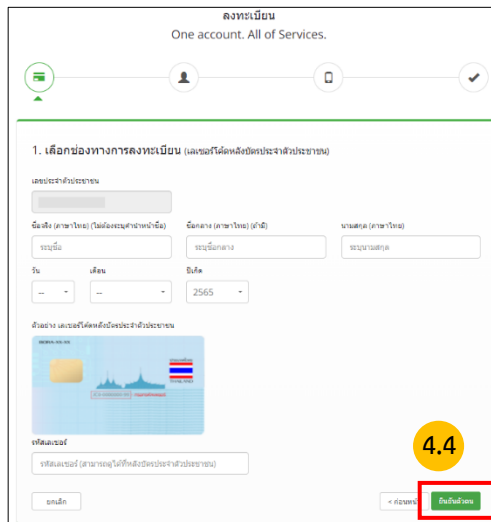 ลงทะเบียน
One account. All of Services.
1. เลือกช่องทางการลงทะเบียน (เลเซอร์โค้ดหลังบัตรประจำตัวประชาชน)
เลขประจำตัวประชาชน
ชื่อจริง (ภาษาไทย) (ไม่ต้องระบุคำนำหน้าชื่อ) ชื่อกลาง (ภาษาไทย) (ถ้ามี) นามสกุล (ภาษาไทย)
ระบุชื่อ ระบุชื่อกลาง ระบุนามสกุล
วัน เดือน ปีเกิด
-- -- 2565
ตัวอย่าง เลเซอร์โค้ดหลังบัตรประจำตัวประชาชน
THAILAND
รหัสเลเซอร์
4.4
รหัสเลเซอร์ (สามารถดูได้ที่หลังบัตรประจำตัวประชาชน)
ยกเลิก < ก่อนหน้า ยืนยันตัวตน